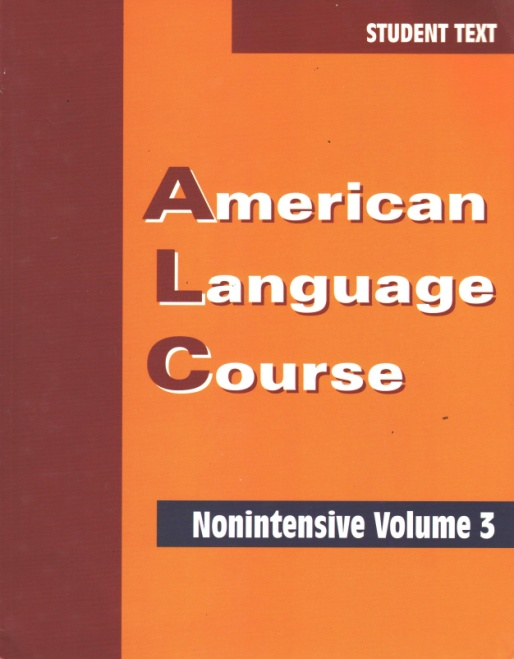 STUDENT TEXT
American
Language
Course
Nonintensive Volume 3